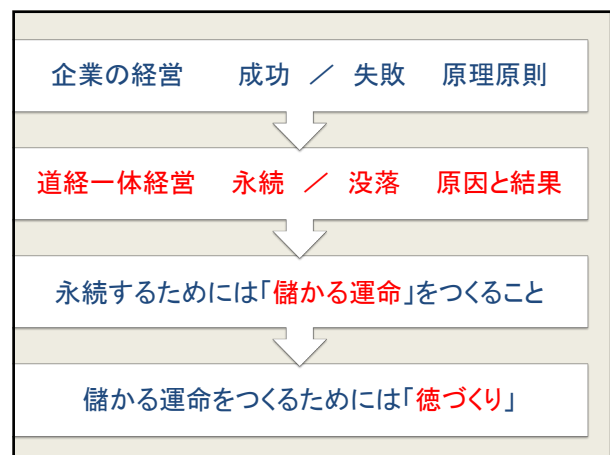 企業の経営　成功 ／ 失敗　原理原則
道経一体経営　永続 ／ 没落　原因と結果
永続するためには「儲かる運命」をつくること
儲かる運命をつくるためには「徳づくり」